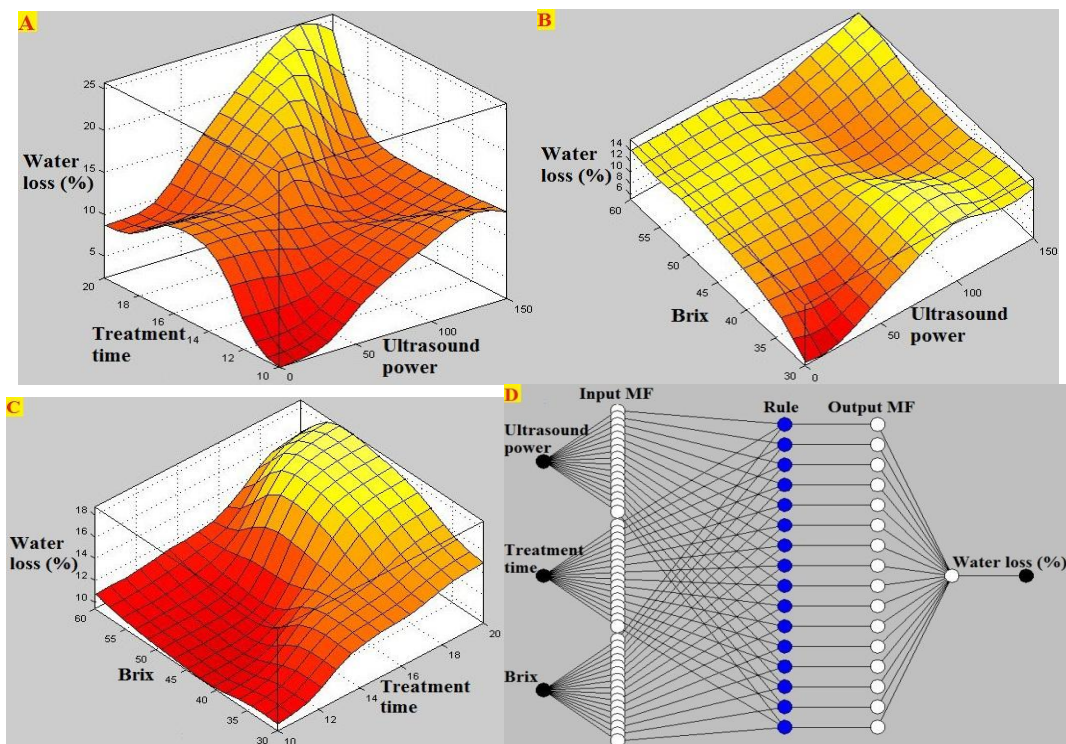 A
25
20
15
10
5
Water
loss (%)
20
18
16
14
12
10
Treatment
time
0
50
100
150
Ultrasound
power
B
14
12
10
8
6
Water
loss (%)
60
55
50
45
40
35
30
Brix
0
50
100
150
Ultrasound
power
C
18
16
14
12
10
Water
loss (%)
60
55
50
45
40
35
30
Brix
10
12
14
16
18
20
Treatment
time
D
Input MF
Rule
Output MF
Ultrasound
power
Treatment
time
Brix
Water loss (%)